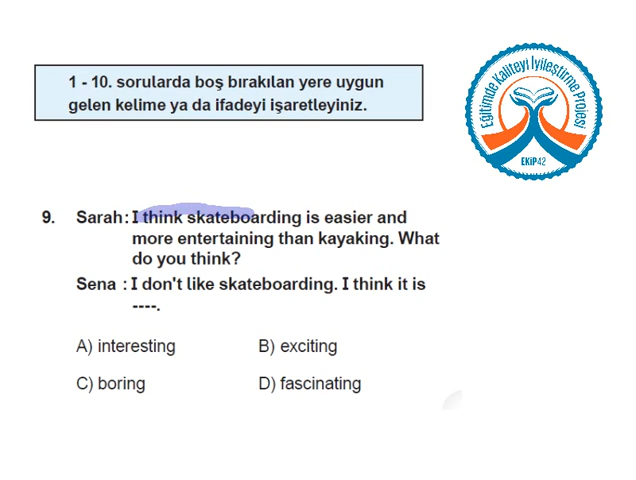 1 - 10. sorularda boş bırakılan yere uygun
gelen kelime ya da ifadeyi işaretleyiniz.
Eğitimde Kaliteyi İyileştirme Projesi
EKİP42
9. Sarah: I think skateboarding is easier and
more entertaining than kayaking. What
do you think?
Sena : I don't like skateboarding. I think it is
----.
A) interesting B) exciting
C) boring D) fascinating